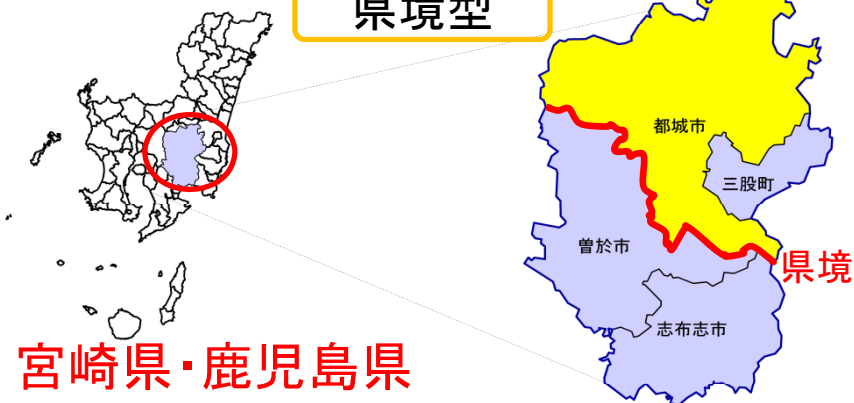 県境型
都城市
三股町
曽於市
県境
志布志市
宮崎県・鹿児島県